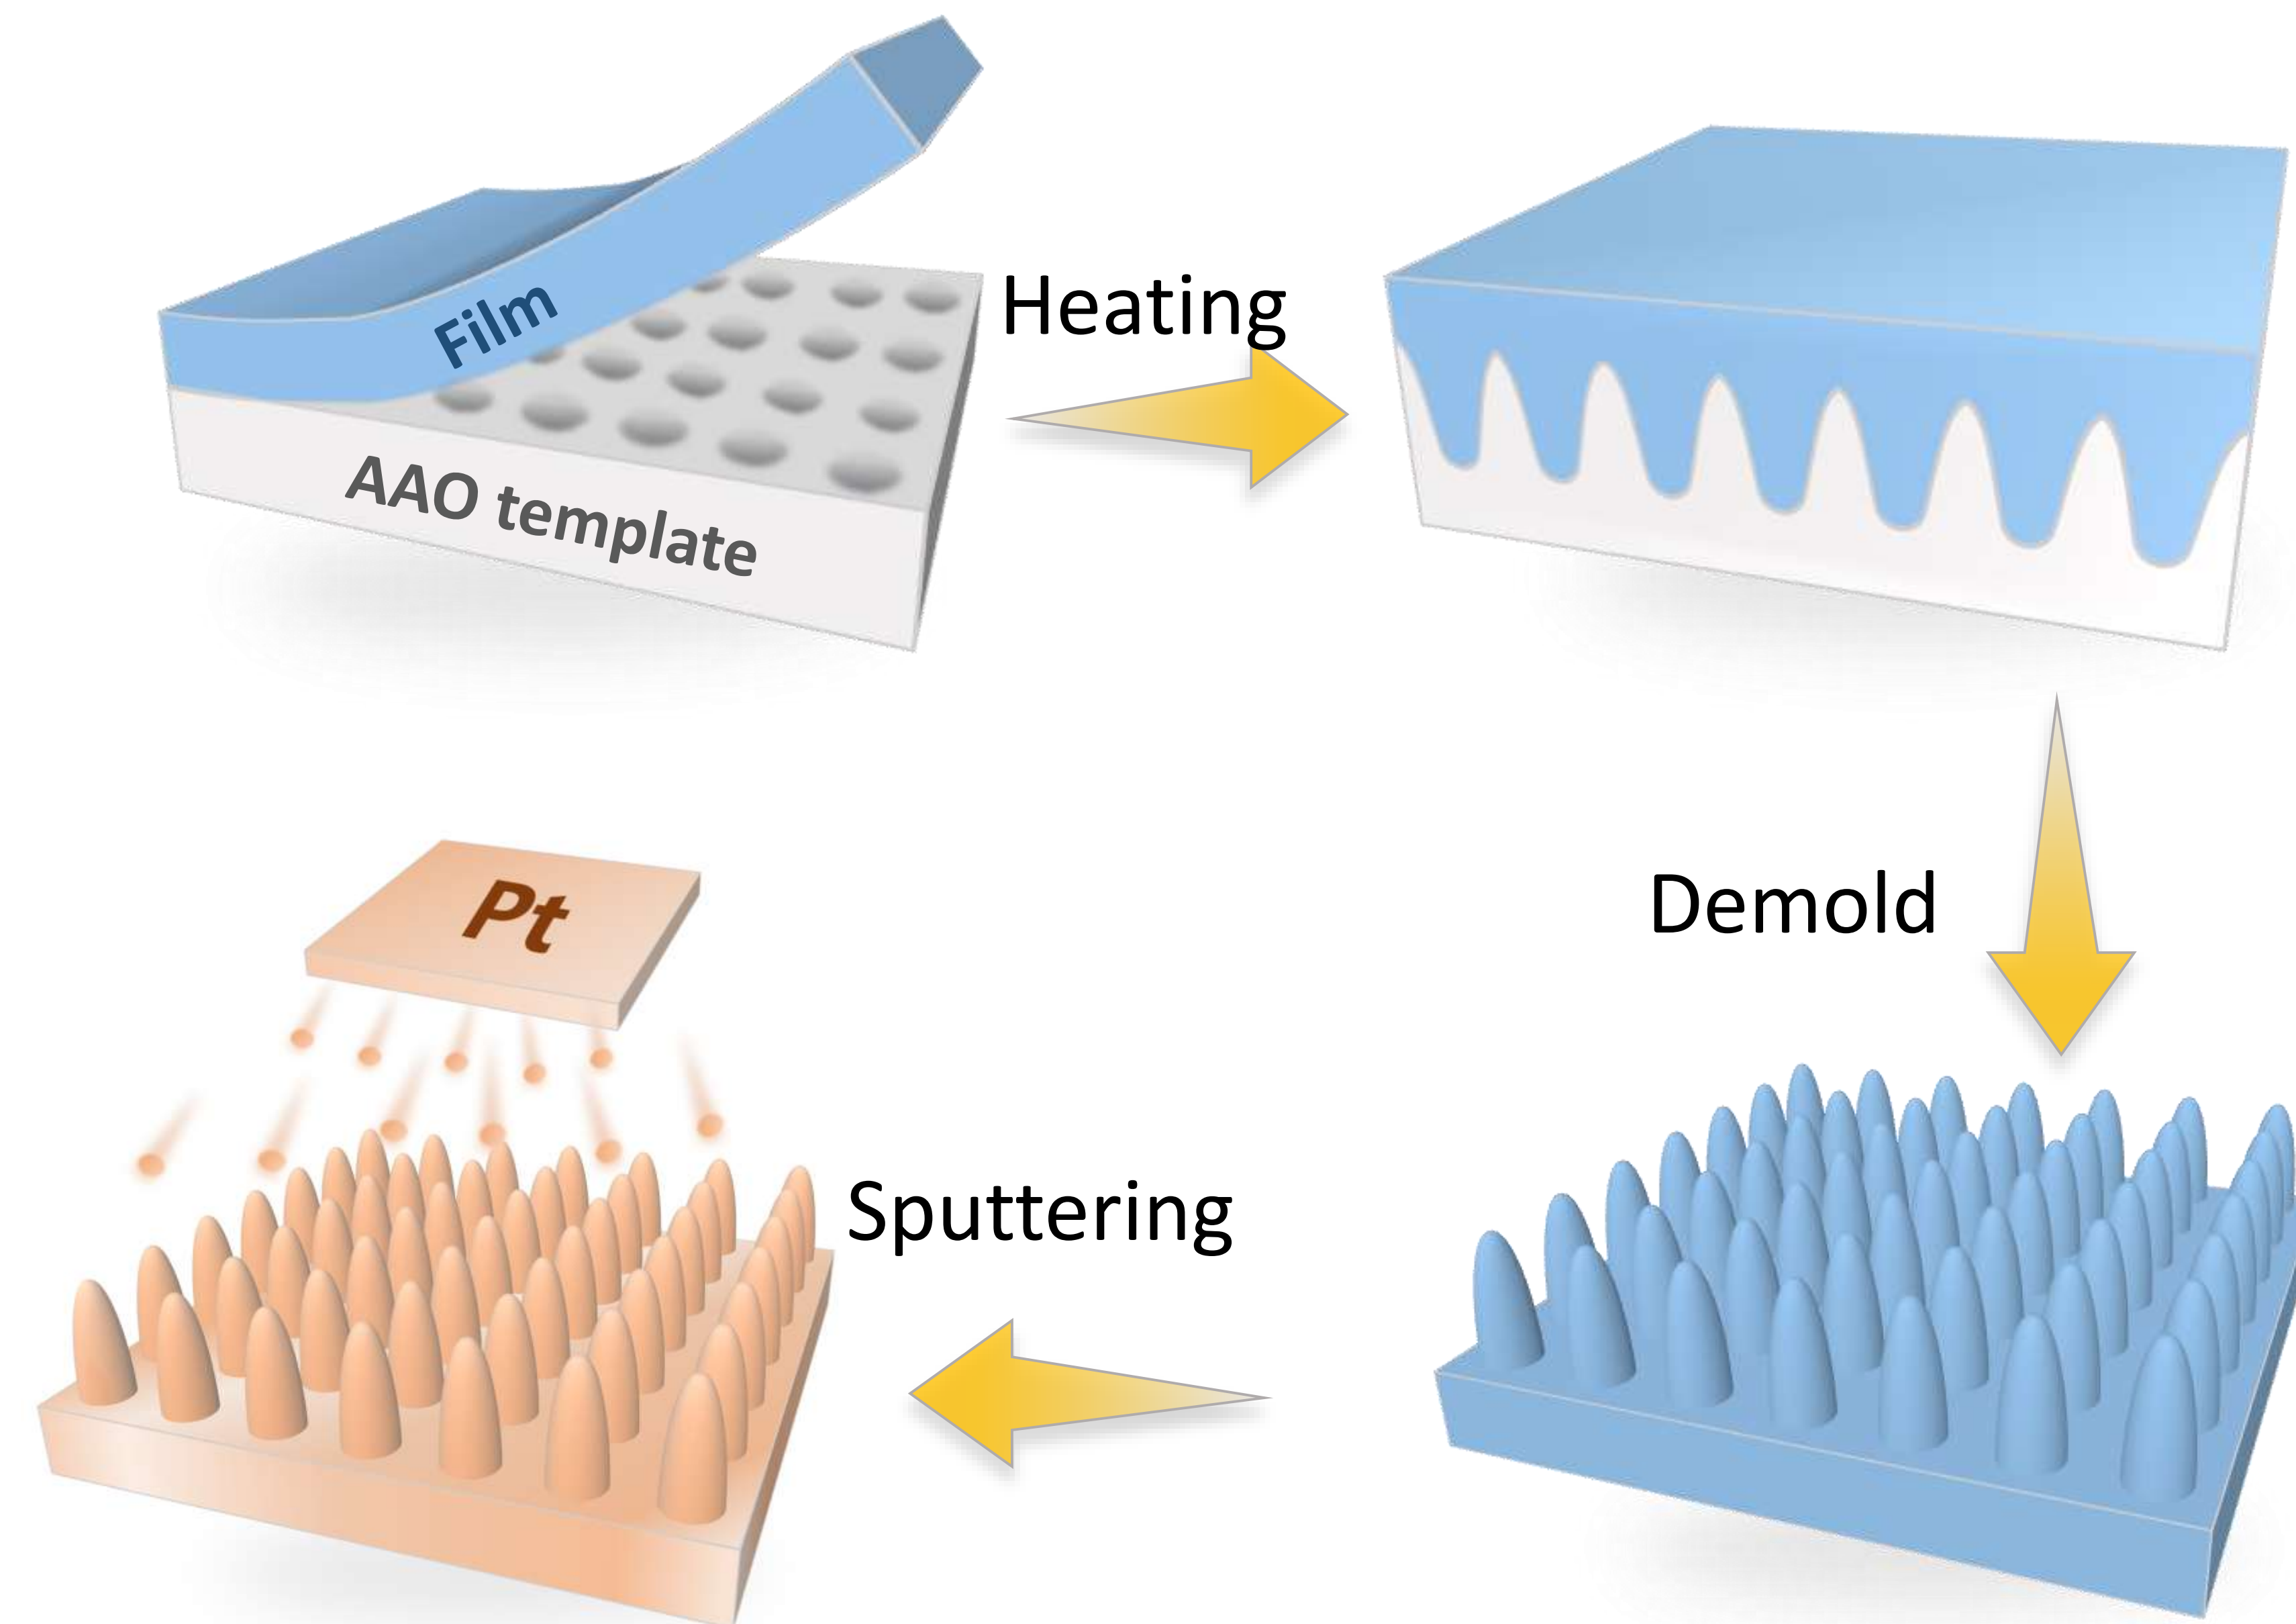 Film
AAO template
Heating
Demold
Pt
Sputtering